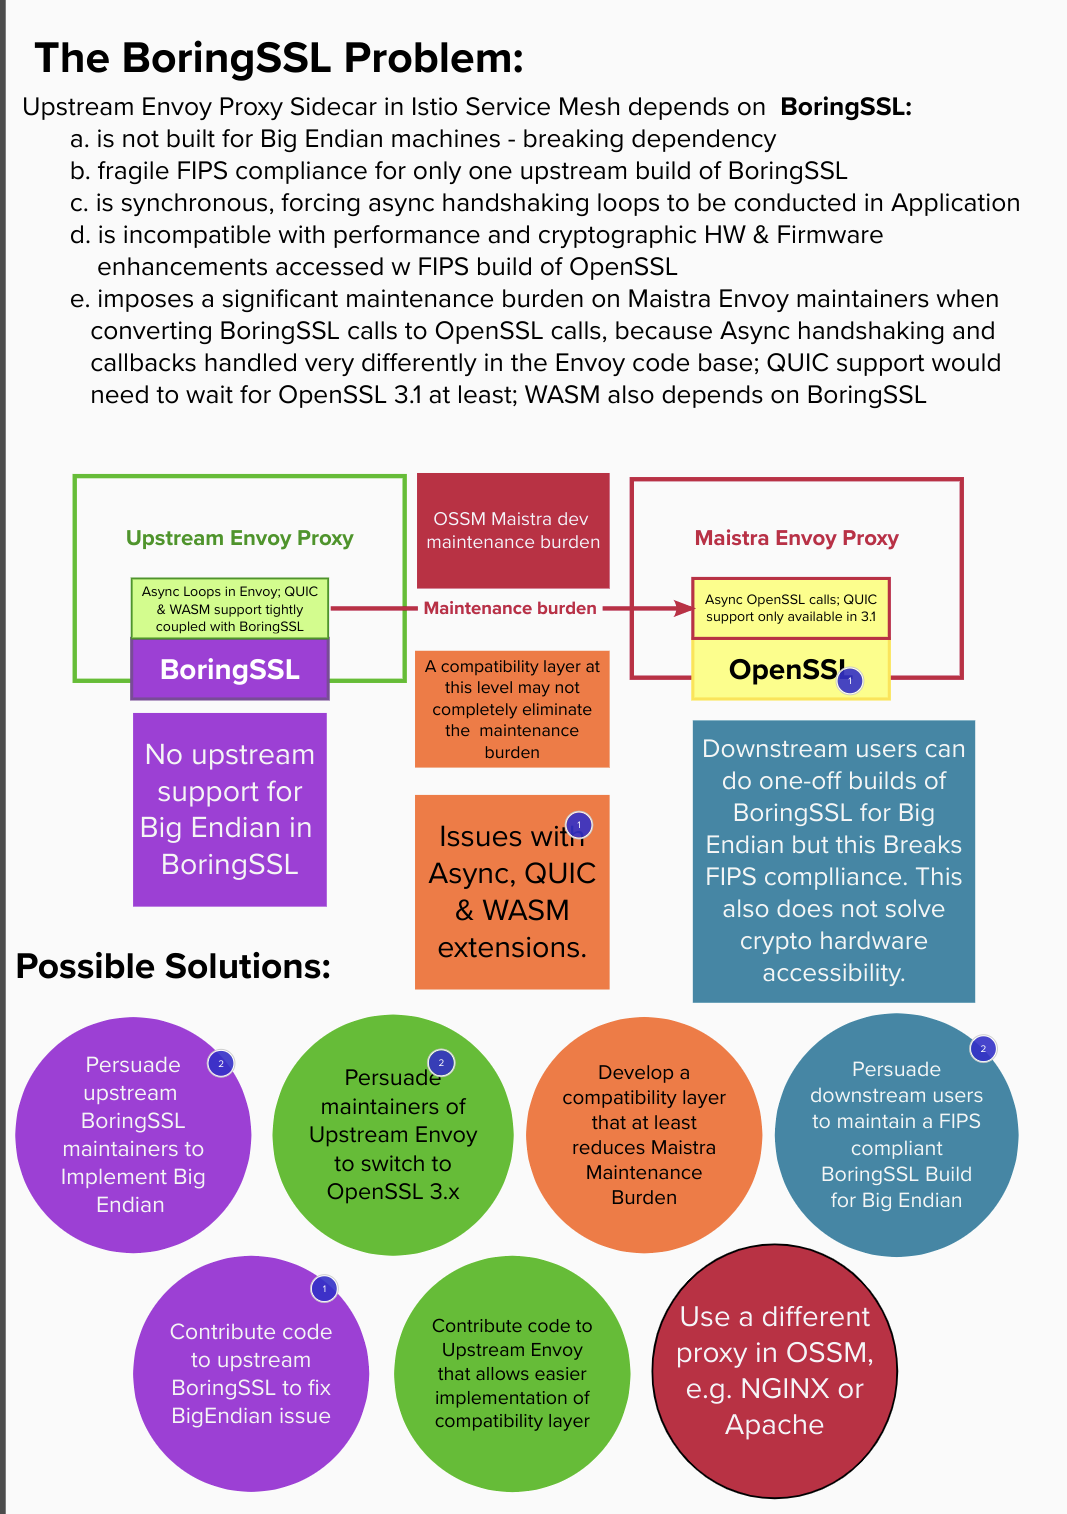 The BoringSSL Problem:
Upstream Envoy Proxy Sidecar in Istio Service Mesh depends on BoringSSL:
a. is not built for Big Endian machines - breaking dependency
b. fragile FIPS compliance for only one upstream build of BoringSSL
c. is synchronous, forcing async handshaking loops to be conducted in Application
d. is incompatible with performance and cryptographic HW & Firmware
enhancements accessed w FIPS build of OpenSSL
e. imposes a significant maintenance burden on Maistra Envoy maintainers when
converting BoringSSL calls to OpenSSL calls, because Async handshaking and
callbacks handled very differently in the Envoy code base; QUIC support would
need to wait for OpenSSL 3.1 at least; WASM also depends on BoringSSL
Upstream Envoy Proxy
Async Loops in Envoy; QUIC
& WASM support tightly
coupled with BoringSSL
BoringSSL
No upstream
support for
Big Endian in
BoringSSL
OSSM Maistra dev
maintenance burden
Maintenance burden
A compatibility layer at
this level may not
completely eliminate
the maintenance
burden
1
Issues with
Async, QUIC
& WASM
extensions.
Maistra Envoy Proxy
Async OpenSSL calls; QUIC
support only available in 3.1
OpenSSL
1
Downstream users can
do one-off builds of
BoringSSL for Big
Endian but this Breaks
FIPS complliance. This
also does not solve
crypto hardware
accessibility.
Possible Solutions:
2
Persuade
upstream
BoringSSL
maintainers to
Implement Big
Endian
2
Persuade
maintainers of
Upstream Envoy
to switch to
OpenSSL 3.x
Develop a
compatibility layer
that at least
reduces Maistra
Maintenance
Burden
2
Persuade
downstream users
to maintain a FIPS
compliant
BoringSSL Build
for Big Endian
1
Contribute code
to upstream
BoringSSL to fix
BigEndian issue
Contribute code to
Upstream Envoy
that allows easier
implementation of
compatibility layer
Use a different
proxy in OSSM,
e.g. NGINX or
Apache